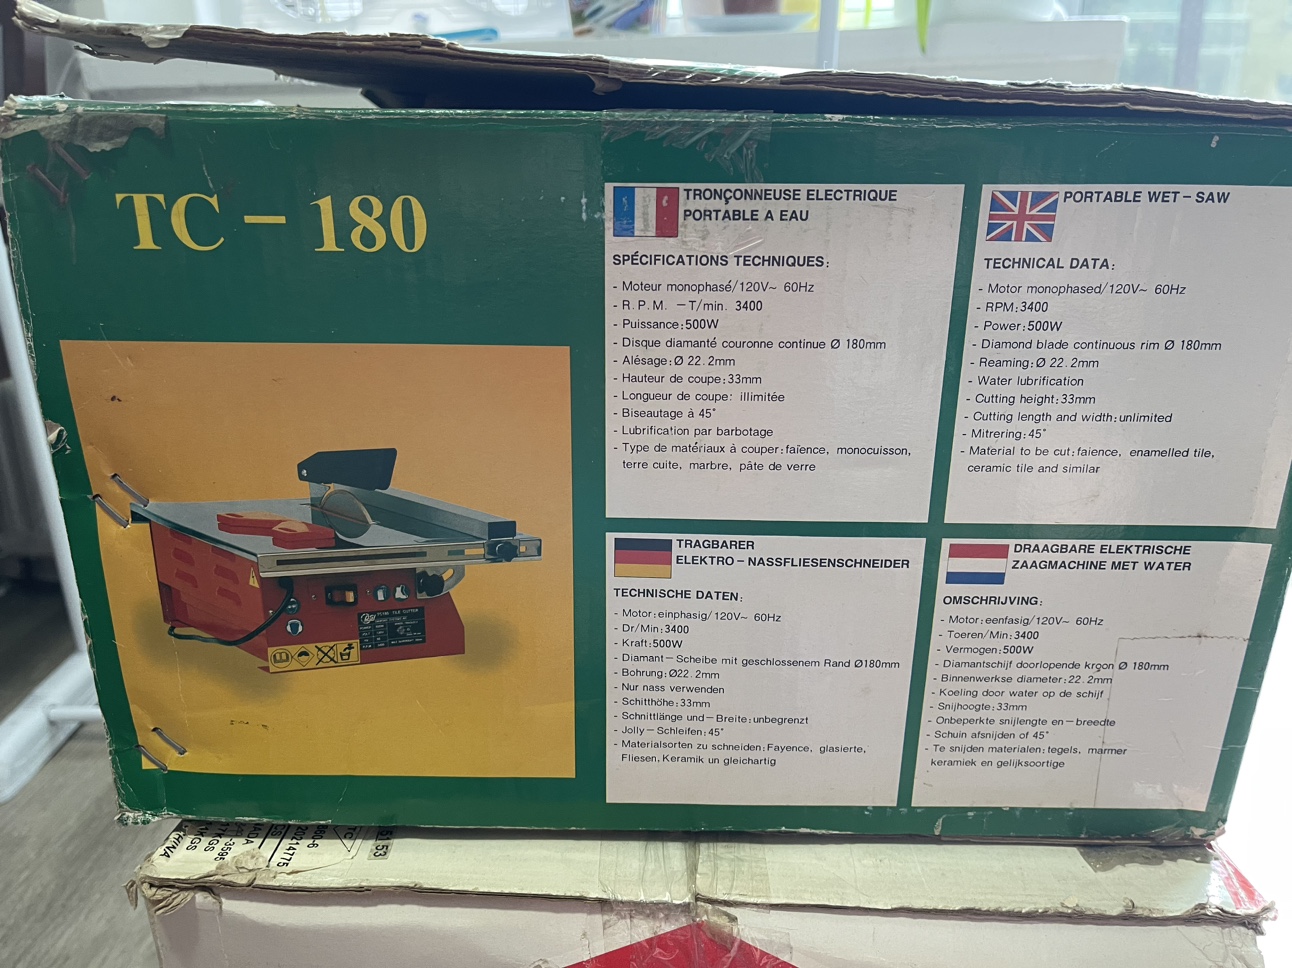 TC – 180
TRONÇONNEUSE ELECTRIQUE
PORTABLE A EAU
SPÉCIFICATIONS TECHNIQUES:
- Moteur monophasé/120V~ 60Hz
- R.P.M. –T/min. 3400
- Puissance:500W
- Disque diamanté couronne continue Ø 180mm
- Alésage:Ø 22.2mm
- Hauteur de coupe:33mm
- Longueur de coupe: illimitée
- Biseautage à 45°
- Lubrification par barbotage
- Type de matériaux à couper:faïence, monocuisson,
terre cuite, marbre, pâte de verre
PORTABLE WET–SAW
TECHNICAL DATA:
- Motor monophased/120V~ 60Hz
- RPM:3400
- Power:500W
- Diamond blade continuous rim Ø 180mm
- Reaming:Ø 22.2mm
- Water lubrification
- Cutting height:33mm
- Cutting length and width:unlimited
- Mitrering:45°
- Material to be cut:faience, enamelled tile,
ceramic tile and similar
TRAGBARER
ELEKTRO–NASSFLIESENSCHNEIDER
TECHNISCHE DATEN:
- Motor:einphasig/120V~ 60Hz
- Dr/Min:3400
- Kraft:500W
- Diamant–Scheibe mit geschlossenem Rand Ø180mm
- Bohrung:Ø22.2mm
- Nur nass verwenden
- Schitthöhe:33mm
- Schnittlänge und–Breite:unbegrenzt
- Jolly–Schleifen:45°
- Materialsorten zu schneiden:Fayence, glasierte,
Fliesen,Keramik un gleichartig
DRAAGBARE ELEKTRISCHE
ZAAGMACHINE MET WATER
OMSCHRIJVING:
- Motor:eenfasig/120V~ 60Hz
- Toeren/Min:3400
- Vermogen:500W
- Diamantschijf doorlopende krgon Ø 180mm
- Binnenwerkse diameter:22.2mm
- Koeling door water op de schijf
- Snijhoogte:33mm
- Onbeperkte snijlengte en–breedte
- Schuin afsnijden of 45°
- Te snijden materialen:tegels, marmer
keramiek en gelijksoortige
TILE CUTTER
20214775
CHINA